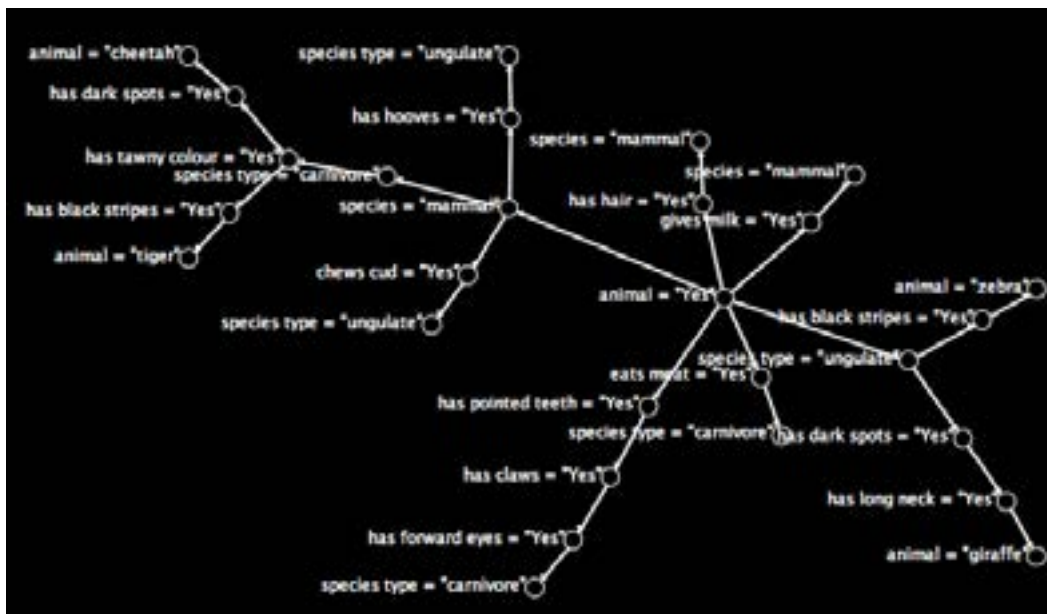 animal = "cheetah"
species type = "ungulate"
has dark spots = "Yes"
has hooves = "Yes"
species = "mammal"
has tawny colour = "Yes"
species type = "carnivore"
species = "mammal"
has hair = "Yes"
species = "mammal"
has black stripes = "Yes"
gives milk = "Yes"
animal = "tiger"
chews cud = "Yes"
animal = "zebra"
animal = "Yes"
has black stripes = "Yes"
species type = "ungulate"
species type = "ungulate"
eats meat = "Yes"
has pointed teeth = "Yes"
species type = "carnivore"
has dark spots = "Yes"
has claws = "Yes"
has long neck = "Yes"
has forward eyes = "Yes"
animal = "giraffe"
species type = "carnivore"